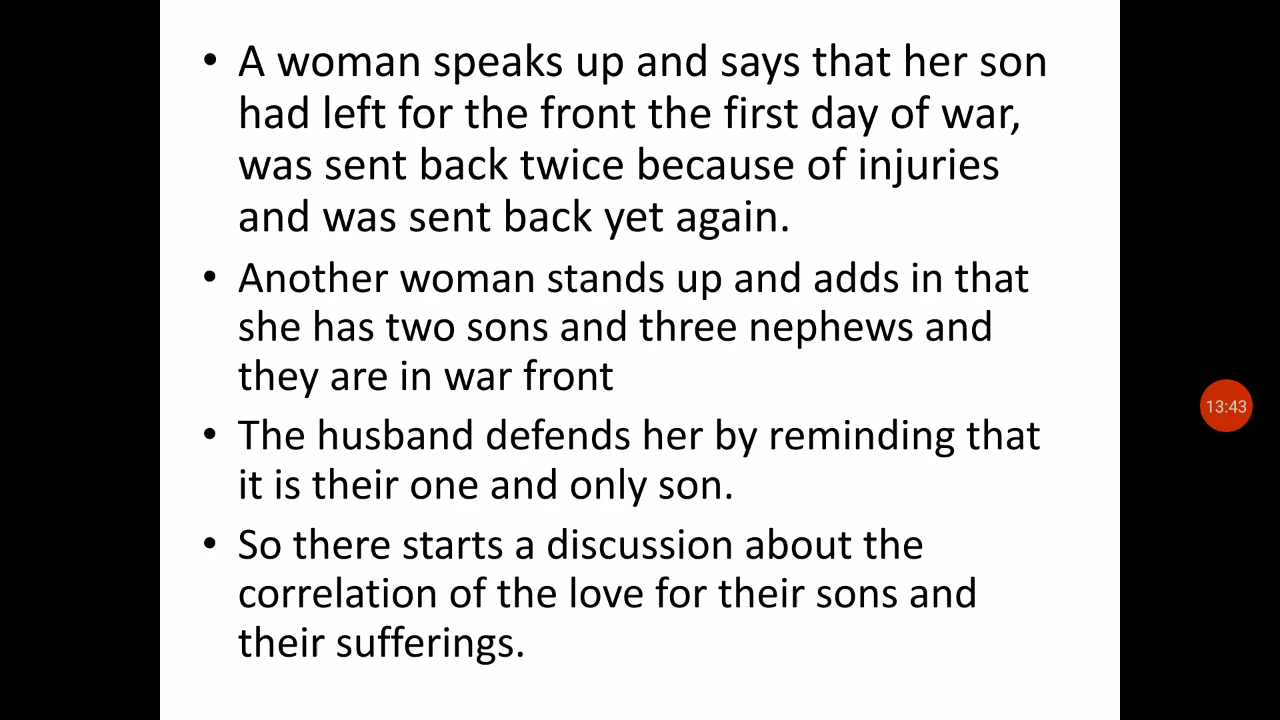 • A woman speaks up and says that her son
had left for the front the first day of war,
was sent back twice because of injuries
and was sent back yet again.
• Another woman stands up and adds in that
she has two sons and three nephews and
they are in war front
• The husband defends her by reminding that
it is their one and only son.
• So there starts a discussion about the
correlation of the love for their sons and
their sufferings.
13:43